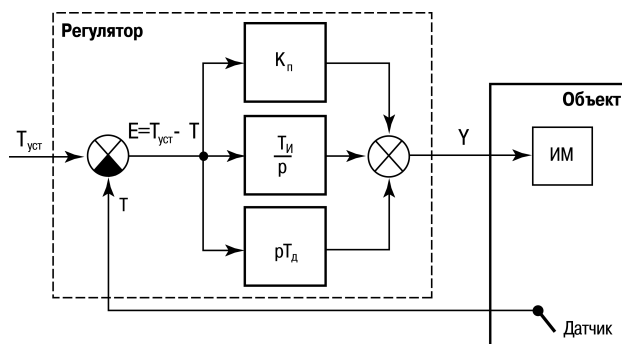 Регулятор
Kп
Объект
Tуст
E=Tуст- T
TИ
p
Y
ИМ
T
pTд
Датчик